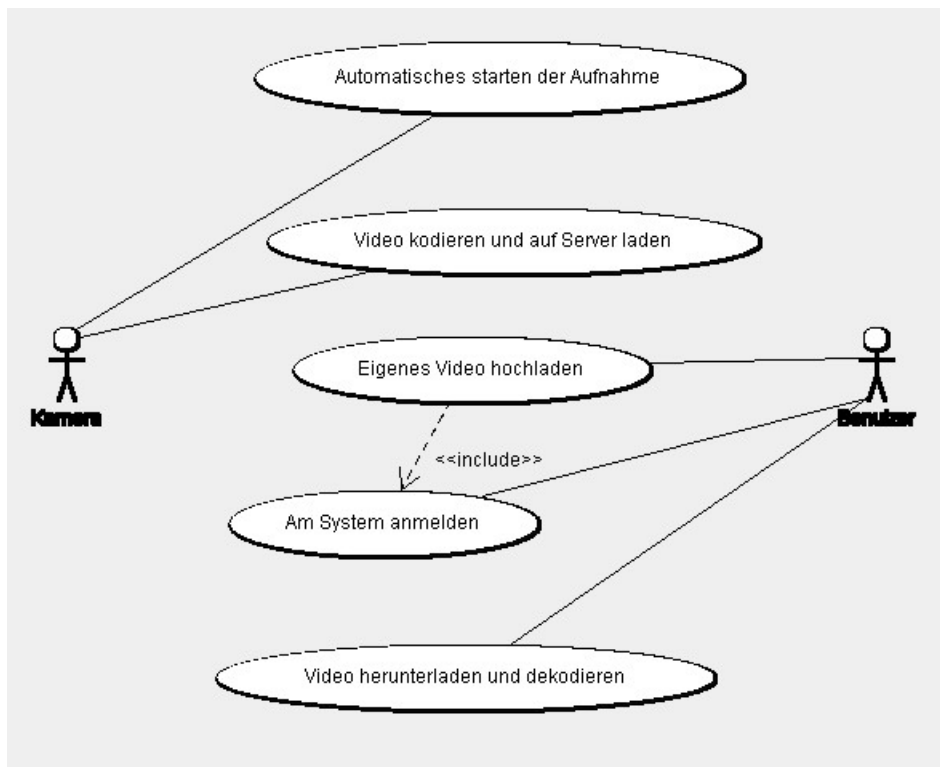 Automatisches starten der Aufnahme
Video kodieren und auf Server laden
Eigenes Video hochladen
Kamera
Benutzer
<<include>>
Am System anmelden
Video herunterladen und dekodieren